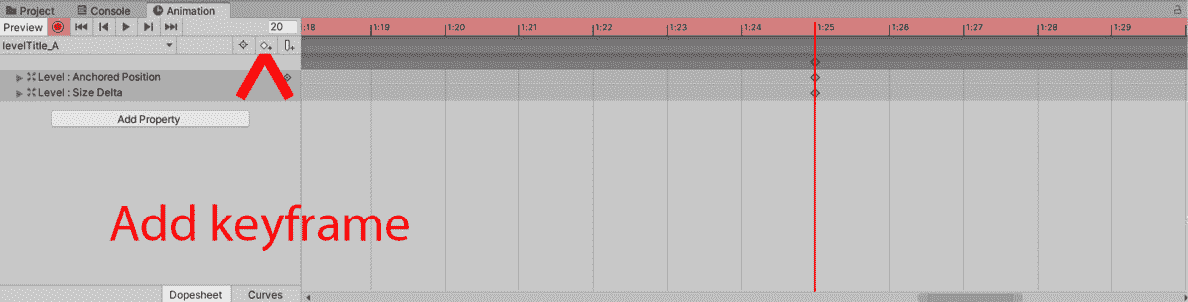 Project Console Animation
Preview 20 :18 1:19 1:20 1:21 1:22 1:23 1:24 1:25 1:26 1:27 1:28 1:29
levelTitle_A
Level : Anchored Position
Level : Size Delta
Add Property
Add keyframe
Dopesheet Curves